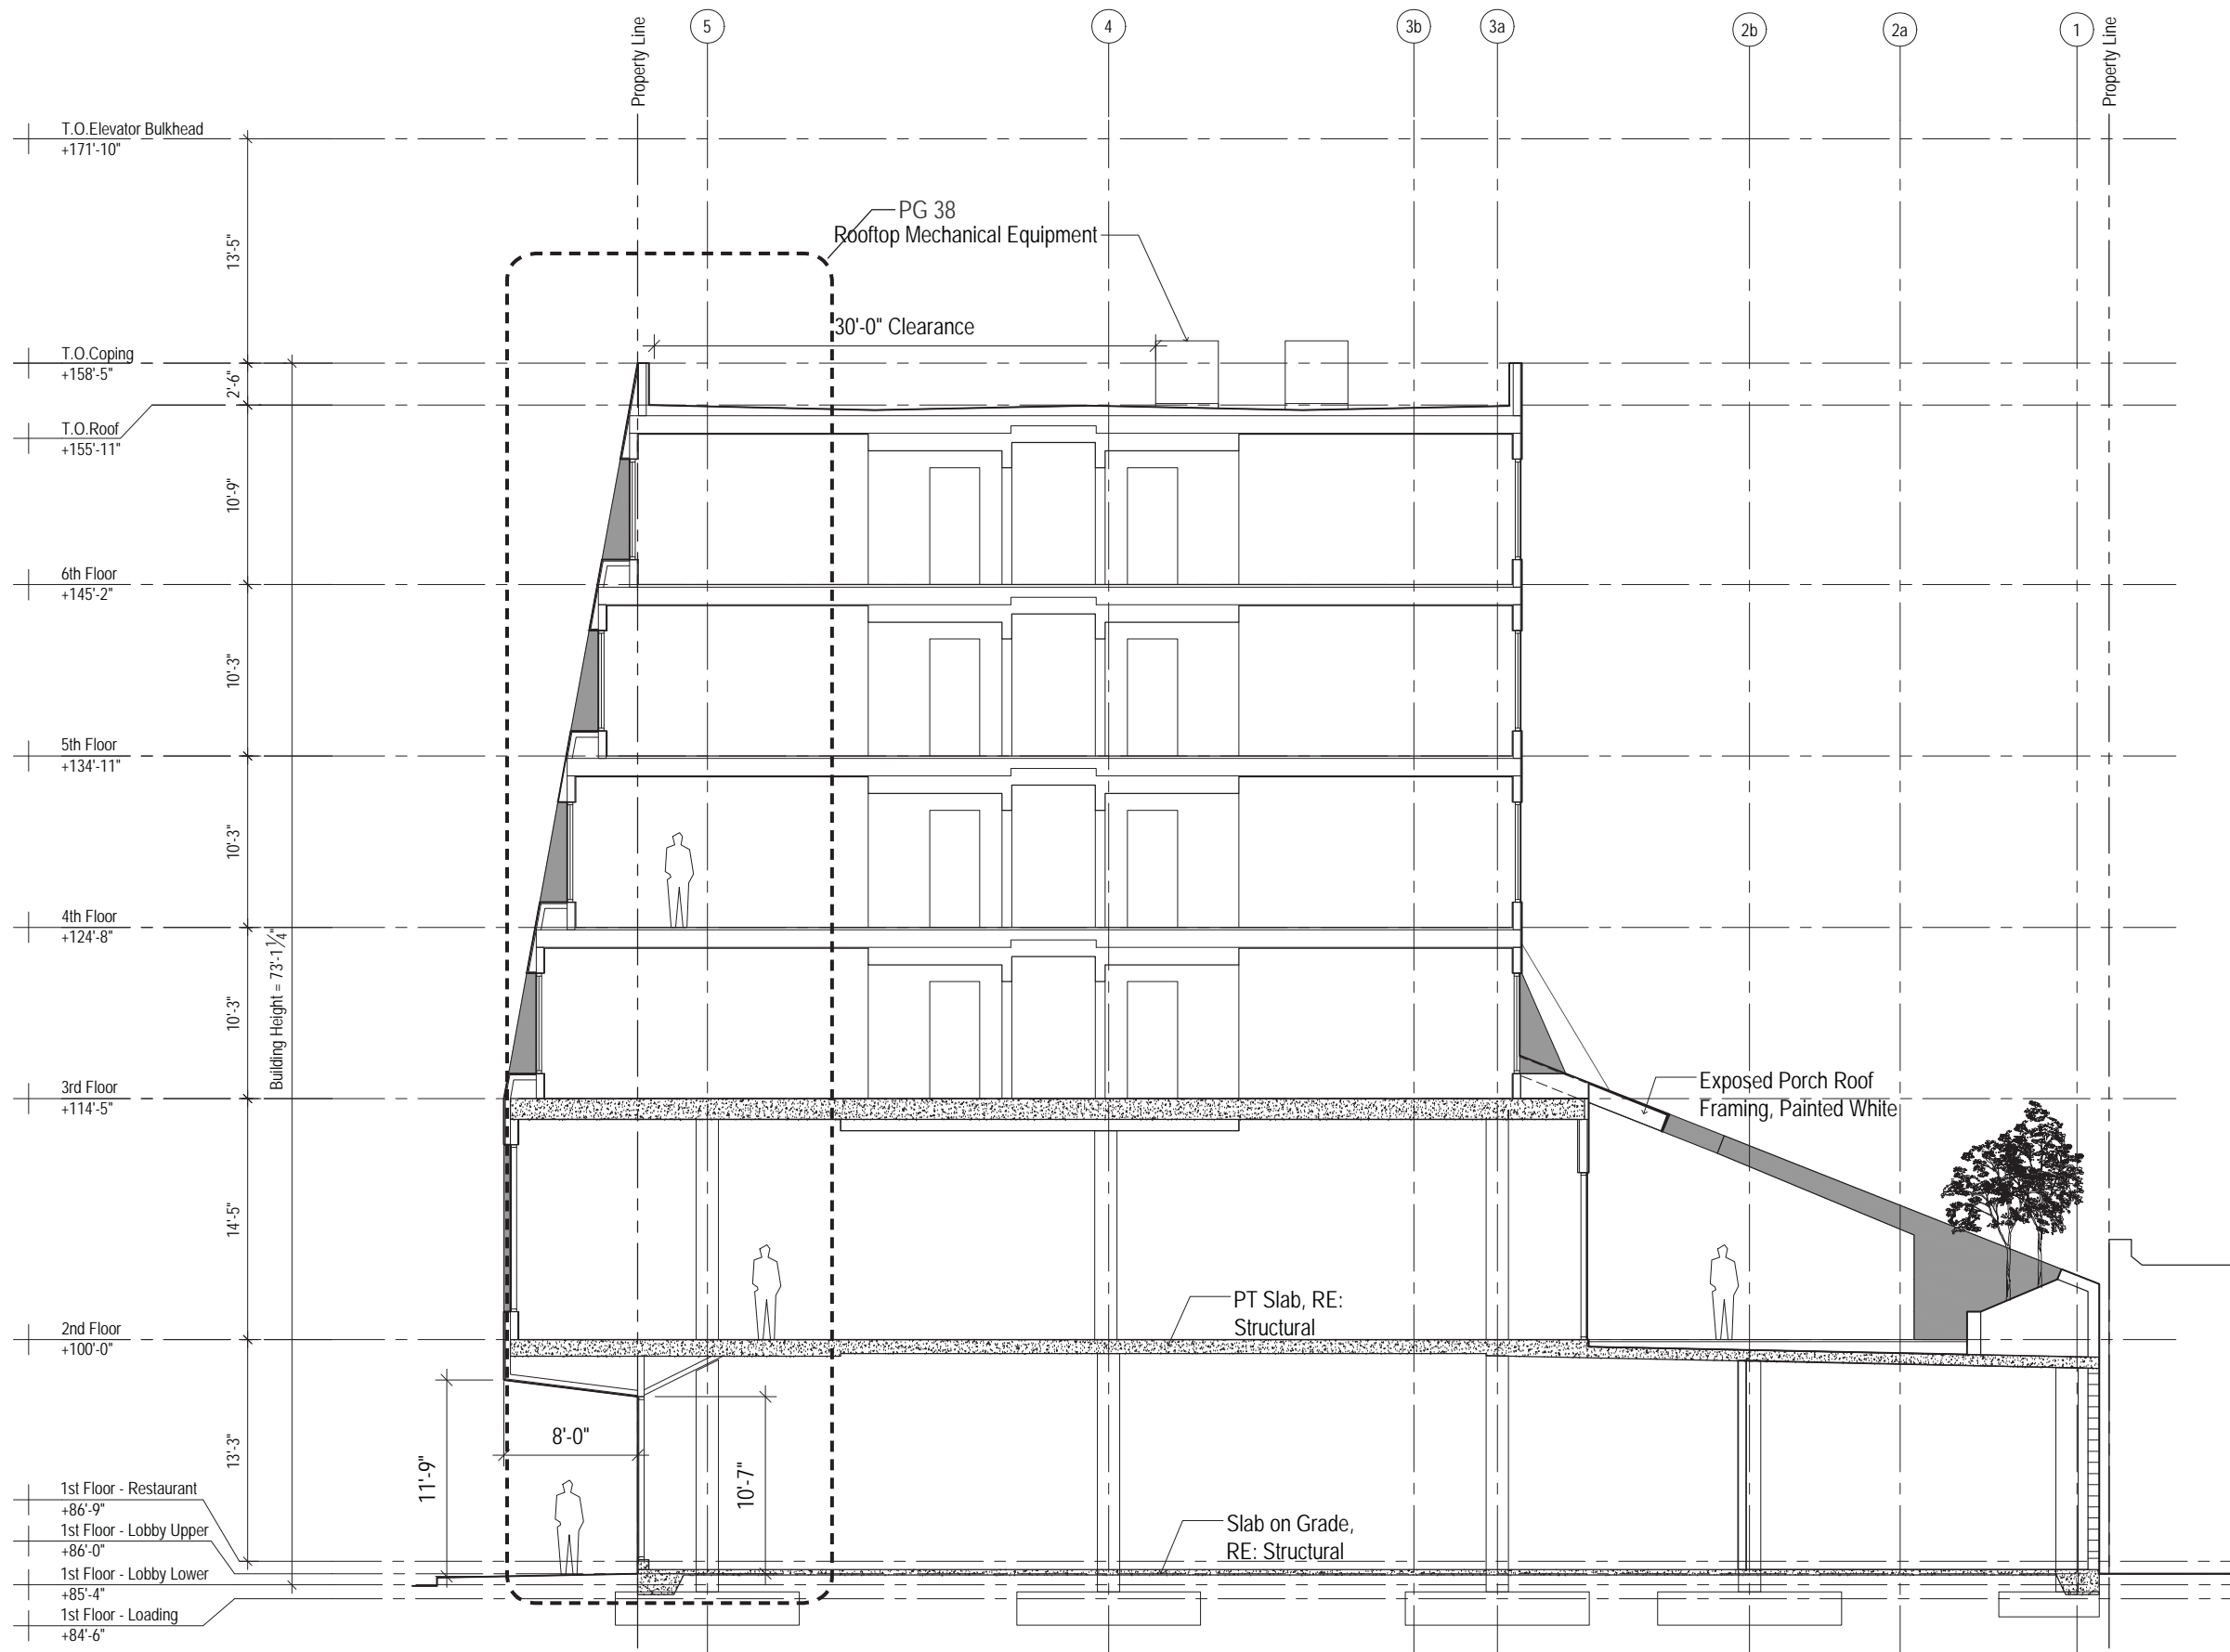 Property Line
5
4
3b
3a
2b
2a
1
Property Line
T.O.Elevator Bulkhead
+171'-10"
13'-5"
PG 38
Rooftop Mechanical Equipment
30'-0" Clearance
T.O.Coping
+158'-5"
2'-6"
T.O.Roof
+155'-11"
10'-9"
6th Floor
+145'-2"
10'-3"
5th Floor
+134'-11"
10'-3"
4th Floor
+124'-8"
Building Height = 73'-1 1/4"
10'-3"
3rd Floor
+114'-5"
Exposed Porch Roof
Framing, Painted White
14'-5"
PT Slab, RE:
Structural
2nd Floor
+100'-0"
13'-3"
8'-0"
11'-9"
10'-7"
1st Floor - Restaurant
+86'-9"
1st Floor - Lobby Upper
+86'-0"
1st Floor - Lobby Lower
+85'-4"
1st Floor - Loading
+84'-6"
Slab on Grade,
RE: Structural